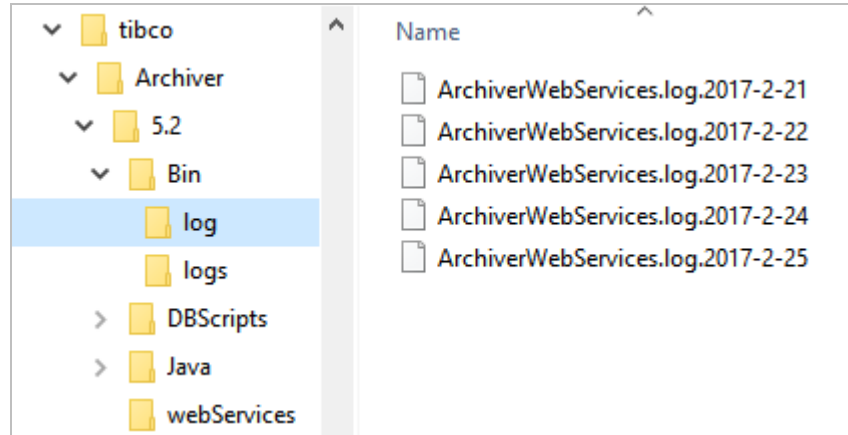 tibco
Archiver
5.2
Bin
log
logs
DBScripts
Java
webServices
Name
ArchiverWebServices.log.2017-2-21
ArchiverWebServices.log.2017-2-22
ArchiverWebServices.log.2017-2-23
ArchiverWebServices.log.2017-2-24
ArchiverWebServices.log.2017-2-25